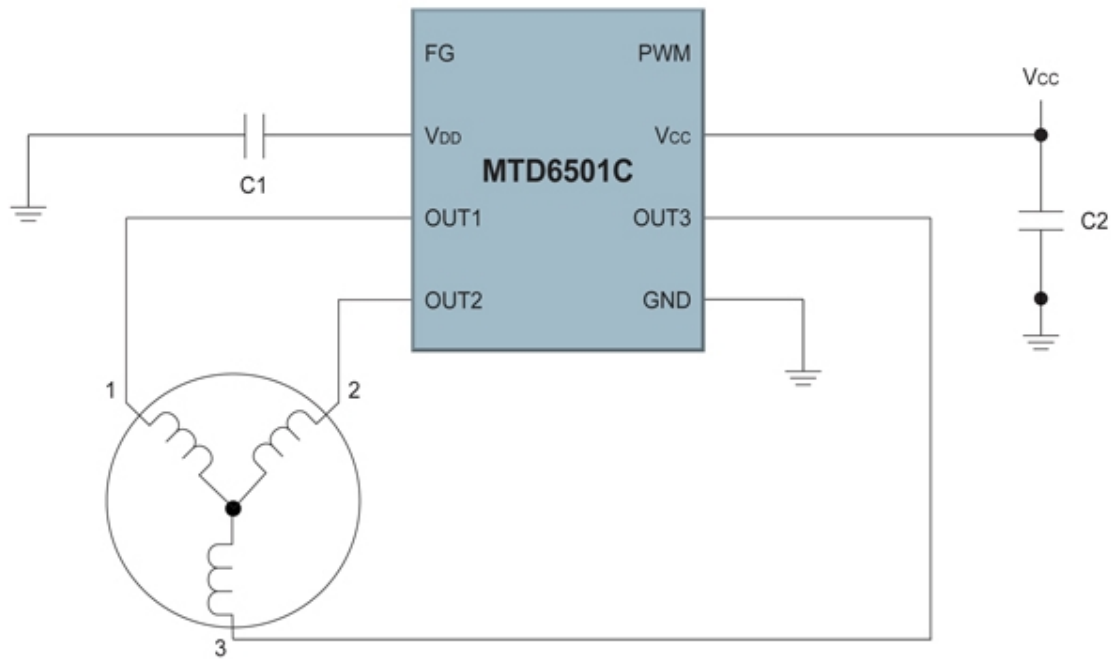 FG PWM
Vcc
VDD Vcc
MTD6501C
C1
OUT1 OUT3
C2
OUT2 GND
1
2
3